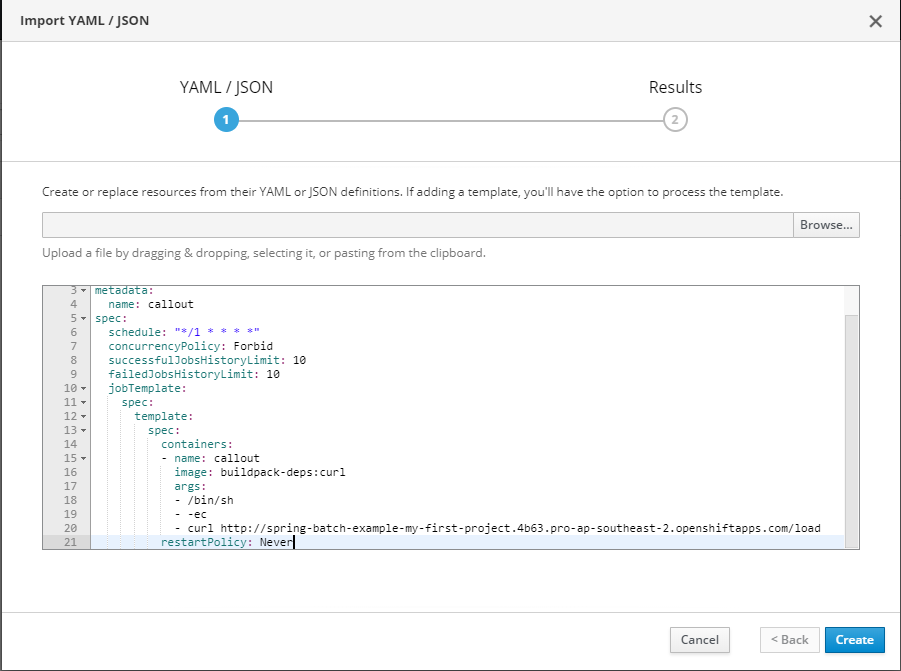 Import YAML / JSON
YAML / JSON
Results
1
2
Create or replace resources from their YAML or JSON definitions. If adding a template, you'll have the option to process the template.
Browse...
Upload a file by dragging & dropping, selecting it, or pasting from the clipboard.
3 metadata:
4   name: callout
5 spec:
6   schedule: "*/1 * * * *"
7   concurrencyPolicy: Forbid
8   successfulJobsHistoryLimit: 10
9   failedJobsHistoryLimit: 10
10   jobTemplate:
11     spec:
12       template:
13         spec:
14           containers:
15           - name: callout
16             image: buildpack-deps:curl
17             args:
18             - /bin/sh
19             - -ec
20             - curl http://spring-batch-example-my-first-project.4b63.pro-ap-southeast-2.openshiftapps.com/load
21           restartPolicy: Never
Cancel
< Back
Create